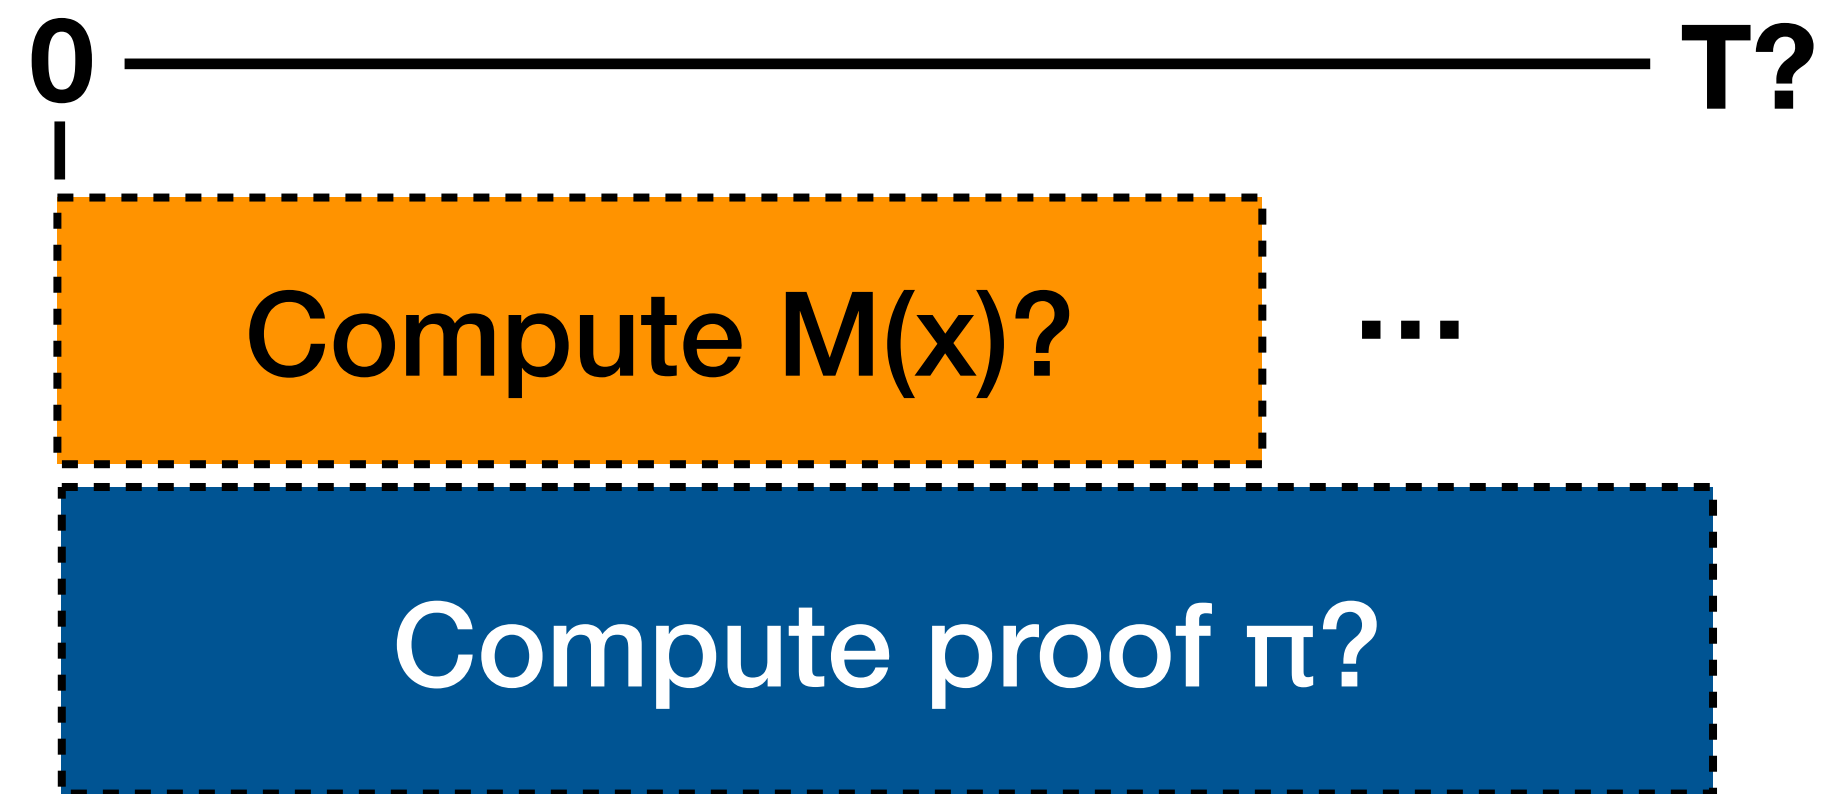 0 T?
Compute M(x)?
...
Compute proof π?